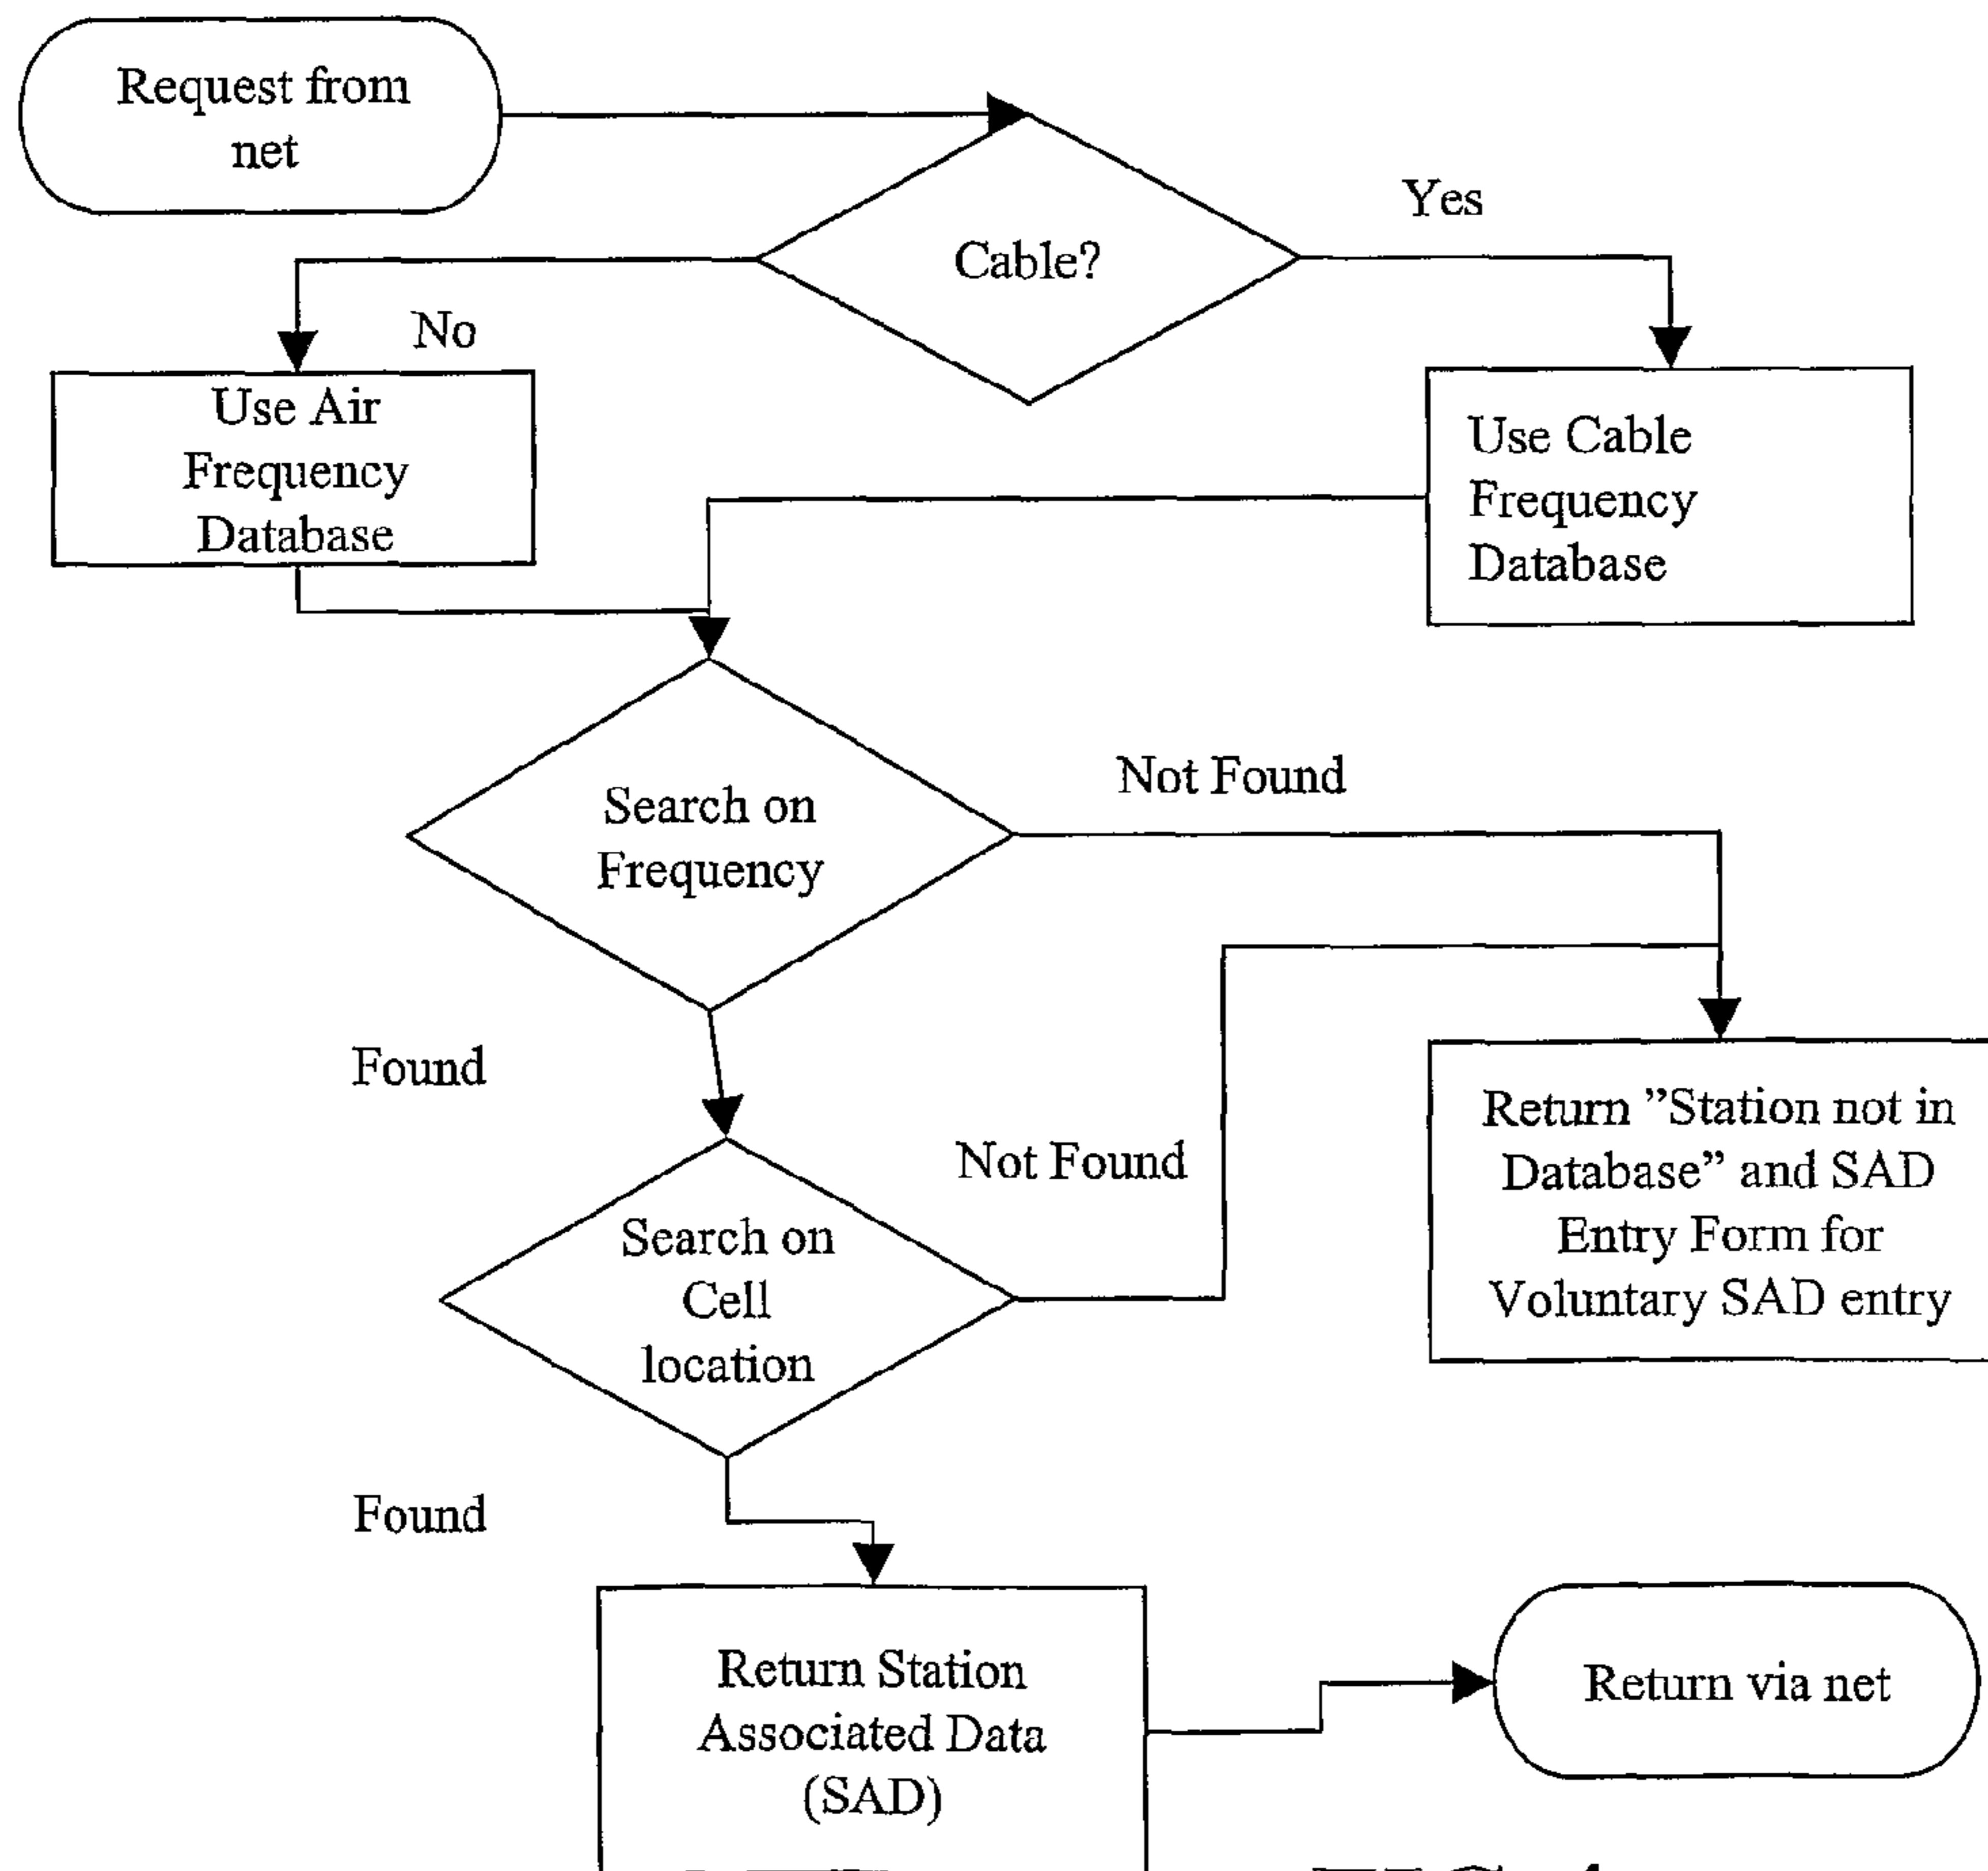 Request from
net
Yes
Cable?
No
Use Air
Frequency
Database
Use Cable
Frequency
Database
Not Found
Search on
Frequency
Found
Return ”Station not in
Database” and SAD
Entry Form for
Voluntary SAD entry
Not Found
Search on
Cell
location
Found
Return Station
Associated Data
(SAD)
Return via net